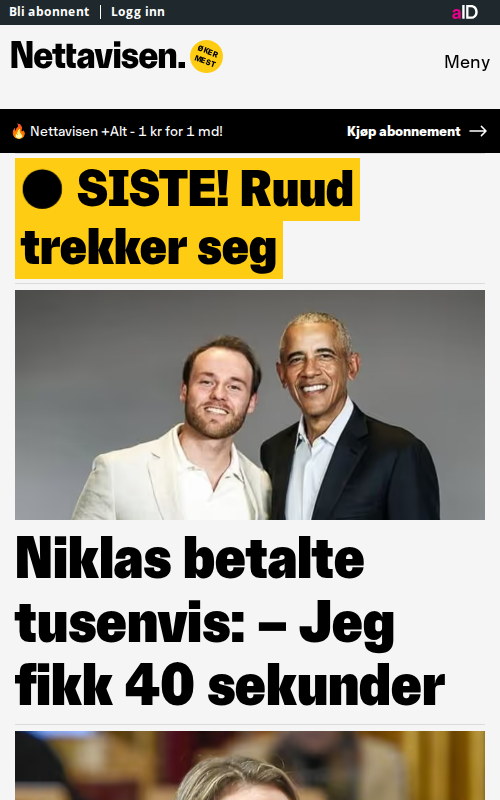 Bli abonnent | Logg inn
aID
Nettavisen.
ØKER
MEST
Meny
🔥 Nettavisen +Alt - 1 kr for 1 md!
Kjøp abonnement →
● SISTE! Ruud
trekker seg
Niklas betalte
tusenvis: – Jeg
fikk 40 sekunder